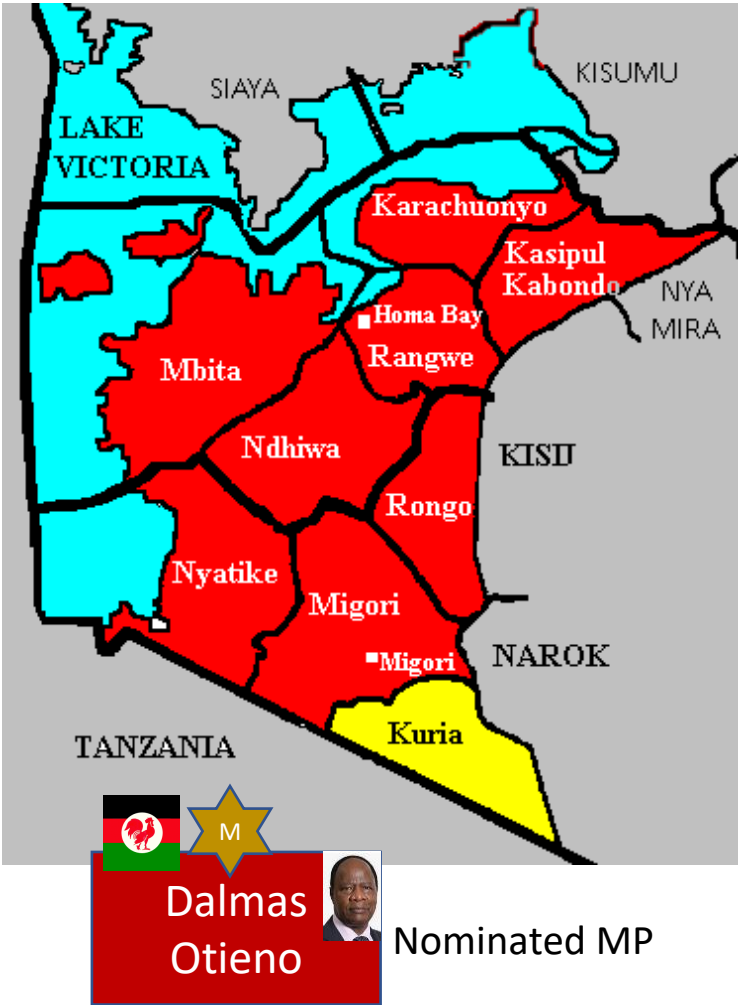 SIAYA
KISUMU
LAKE
VICTORIA
Karachuonyo
Kasipul
Kabondo
NYA
MIRA
Homa Bay
Rangwe
Mbita
Ndhiwa
KISII
Rongo
Nyatike
Migori
Migori
NAROK
Kuria
TANZANIA
M
Dalmas
Otieno
Nominated MP